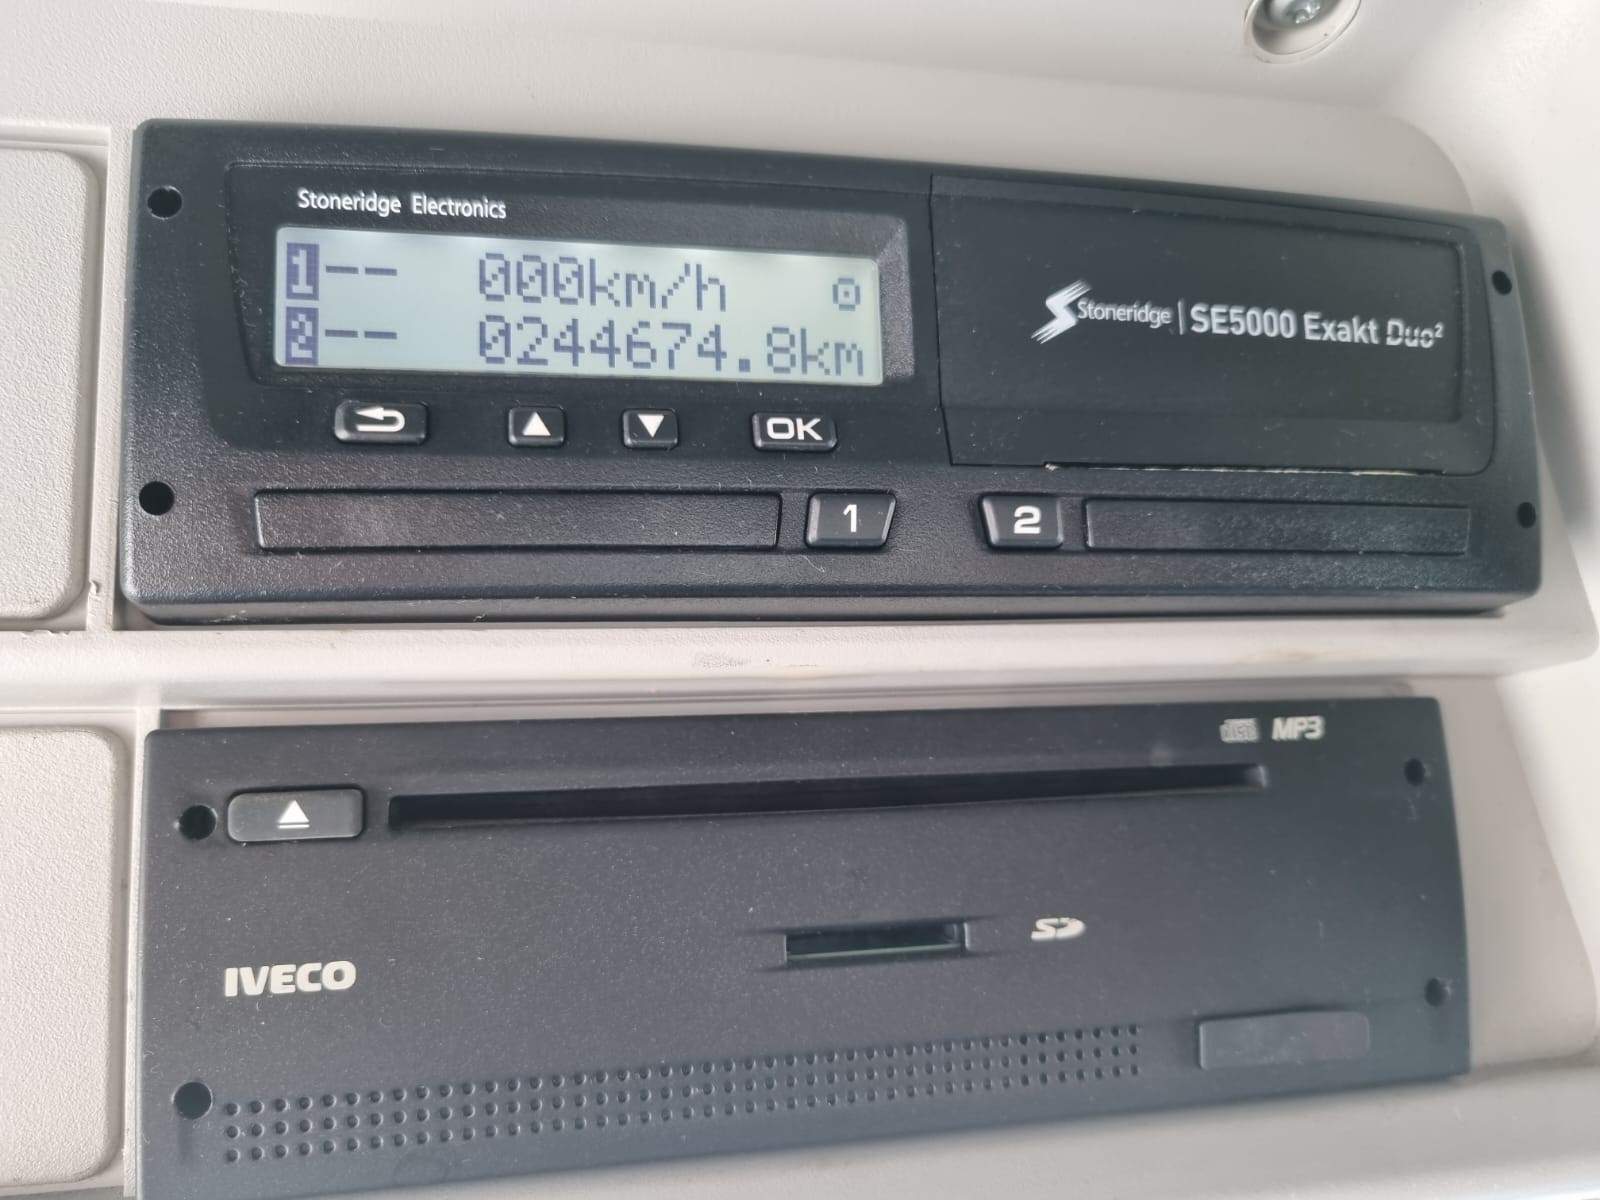 Stoneridge Electronics
1-- 000km/h
2-- 0244674.8km
Stoneridge | SE5000 Exakt Duo²
OK
1
2
MP3
SD
IVECO